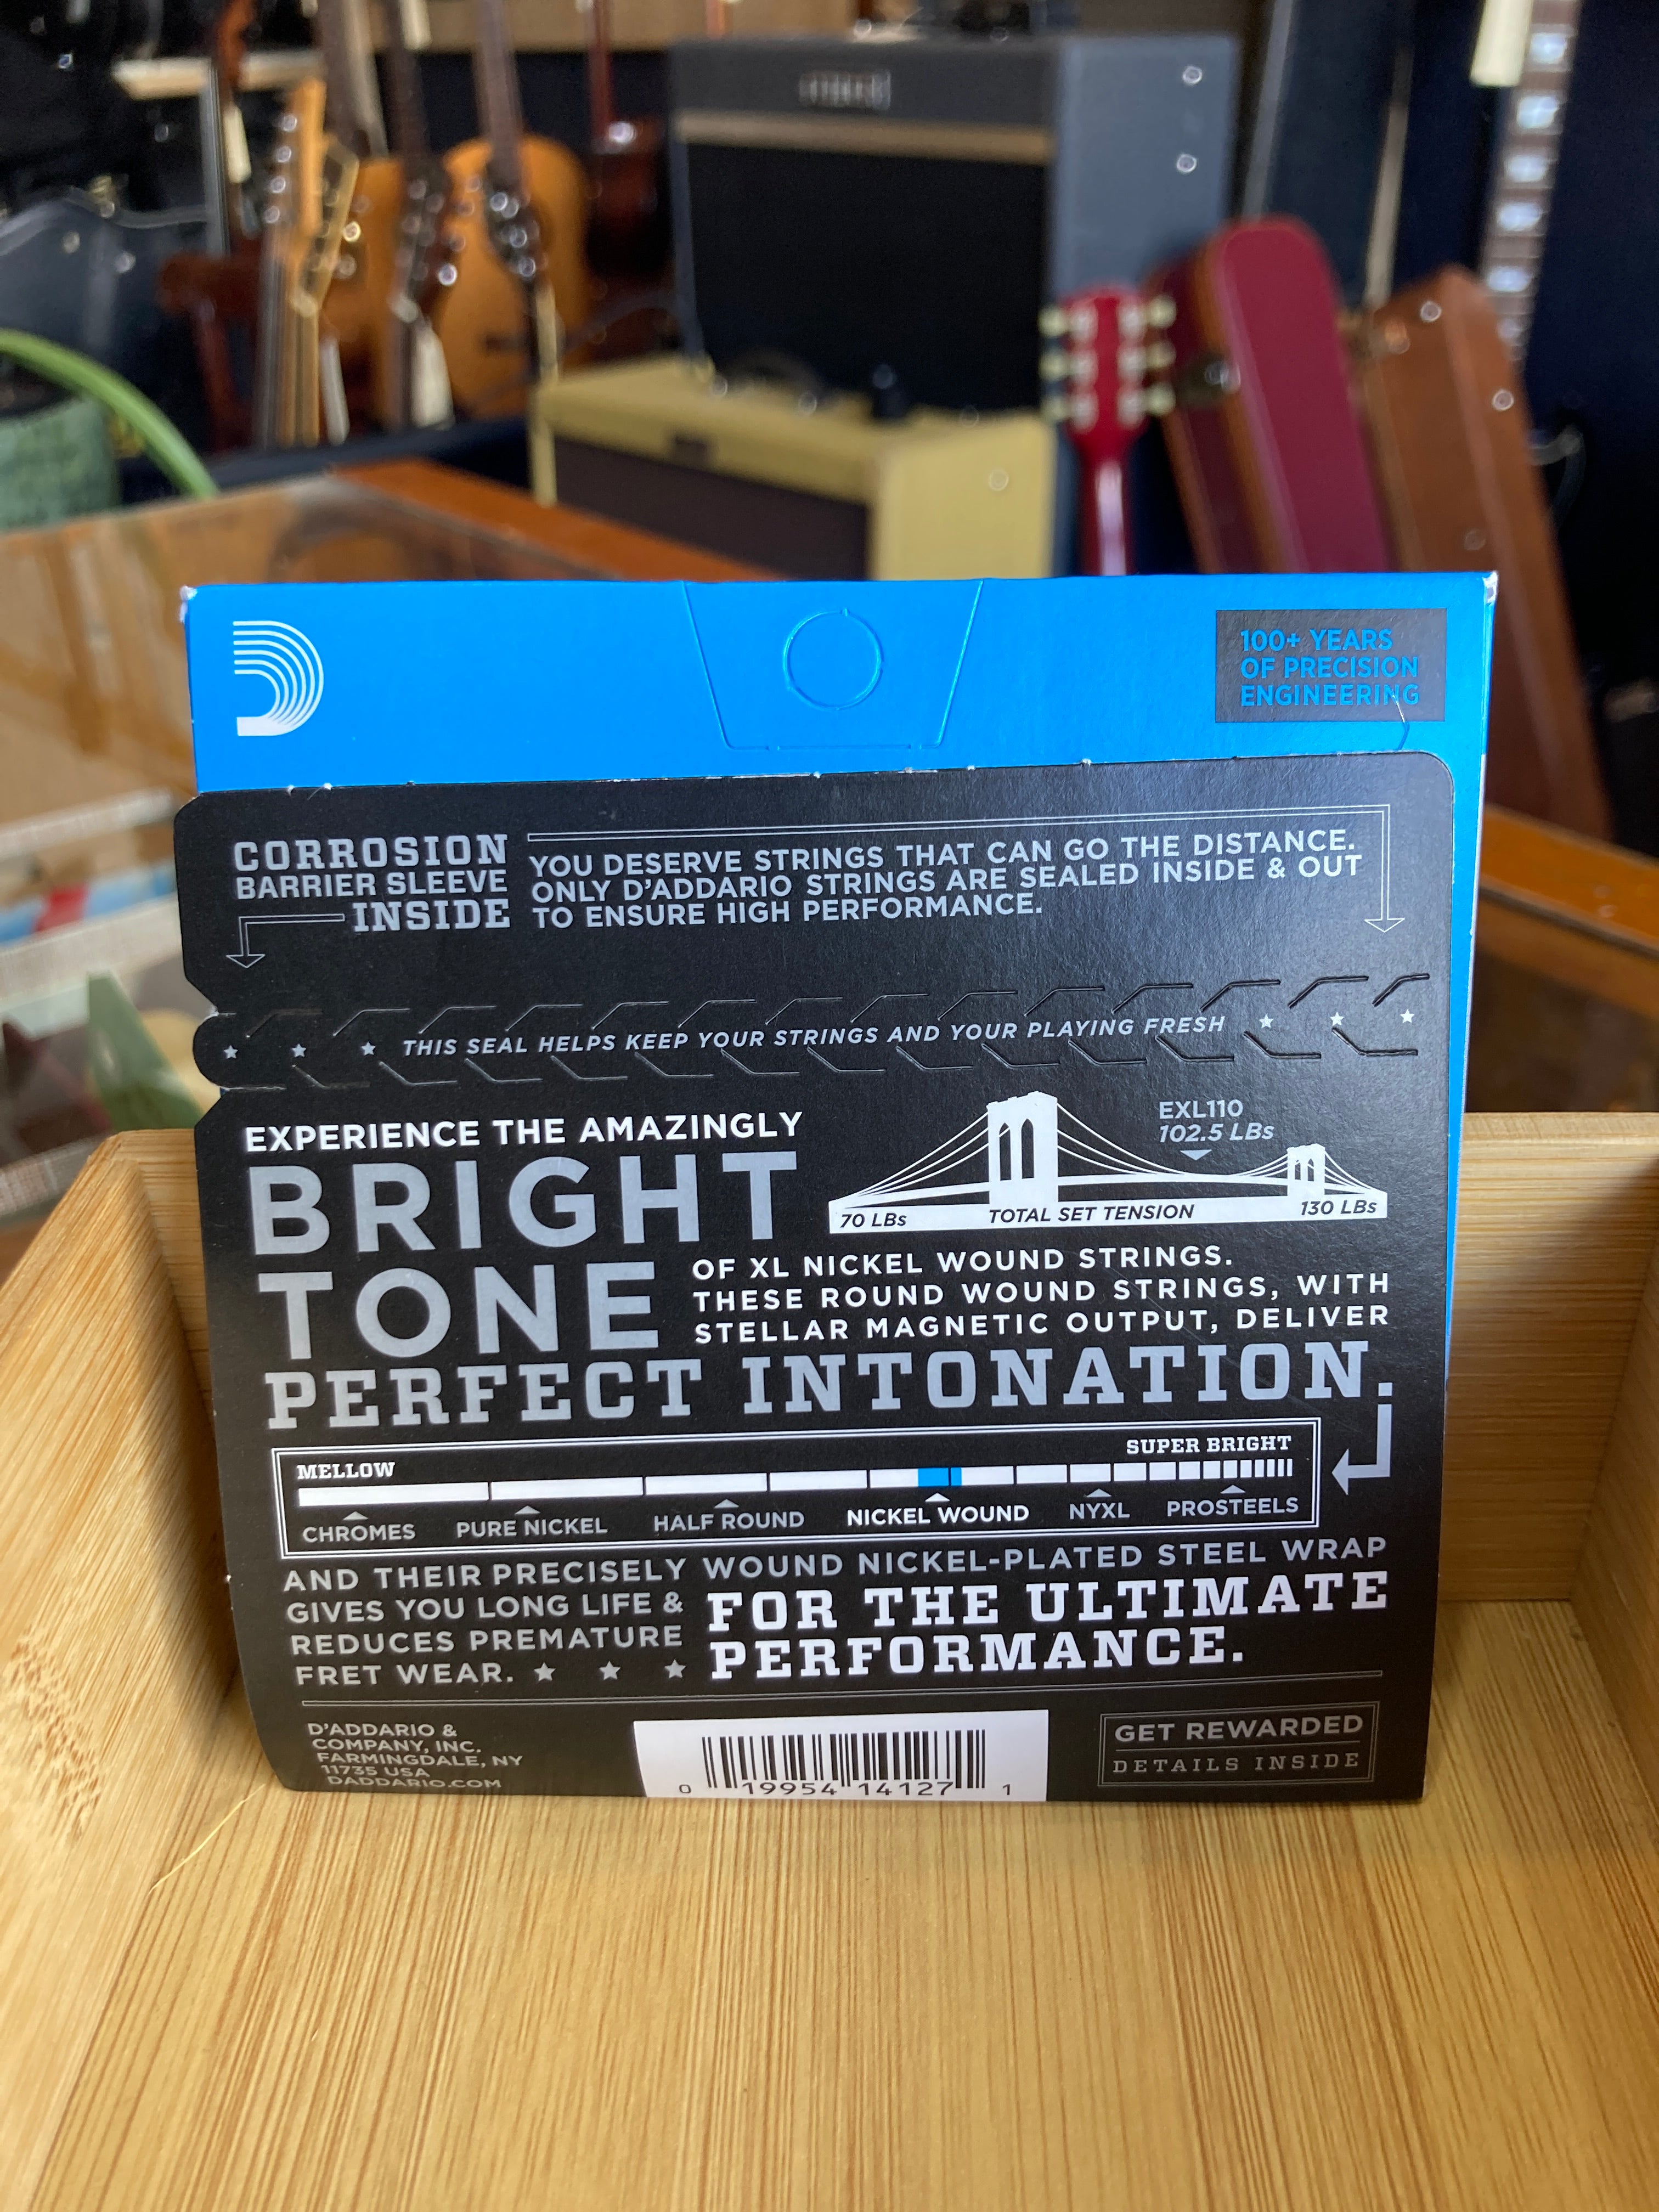 100+ YEARS
OF PRECISION
ENGINEERING
CORROSION
BARRIER SLEEVE
INSIDE
YOU DESERVE STRINGS THAT CAN GO THE DISTANCE.
ONLY D'ADDARIO STRINGS ARE SEALED INSIDE & OUT
TO ENSURE HIGH PERFORMANCE.
THIS SEAL HELPS KEEP YOUR STRINGS AND YOUR PLAYING FRESH
EXPERIENCE THE AMAZINGLY
BRIGHT
TONE
EXL110
102.5 LBs
70 LBs
TOTAL SET TENSION
130 LBs
OF XL NICKEL WOUND STRINGS.
THESE ROUND WOUND STRINGS, WITH
STELLAR MAGNETIC OUTPUT, DELIVER
PERFECT INTONATION.
MELLOW
SUPER BRIGHT
CHROMES
PURE NICKEL
HALF ROUND
NICKEL WOUND
NYXL
PROSTEELS
AND THEIR PRECISELY WOUND NICKEL-PLATED STEEL WRAP
GIVES YOU LONG LIFE &
REDUCES PREMATURE
FRET WEAR.
FOR THE ULTIMATE
PERFORMANCE.
D'ADDARIO &
COMPANY, INC.
FARMINGDALE, NY
11735 USA
DADDARIO.COM
0 19954 14127 1
GET REWARDED
DETAILS INSIDE